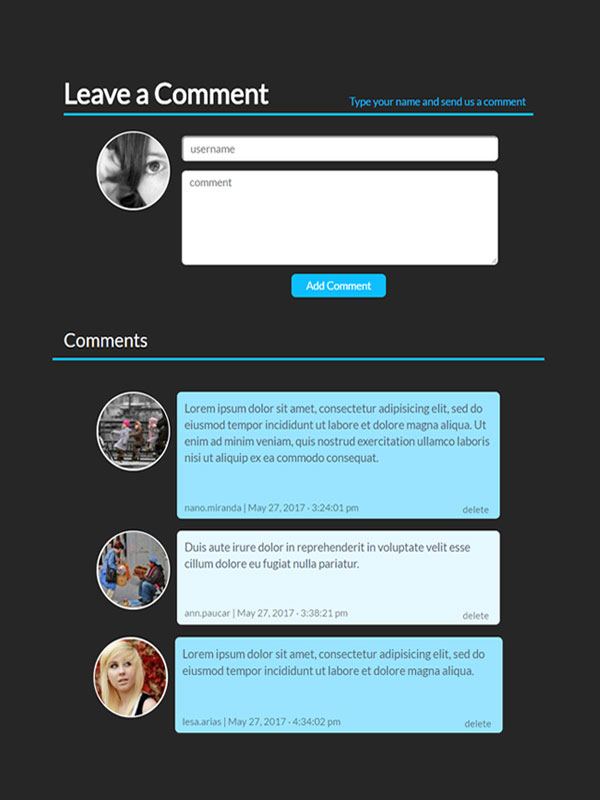 Leave a Comment
Type your name and send us a comment
username
comment
Add Comment
Comments
Lorem ipsum dolor sit amet, consectetur adipisicing elit, sed do
eiusmod tempor incididunt ut labore et dolore magna aliqua. Ut
enim ad minim veniam, quis nostrud exercitation ullamco laboris
nisi ut aliquip ex ea commodo consequat.
nano.miranda | May 27, 2017 - 3:24:01 pm
delete
Duis aute irure dolor in reprehenderit in voluptate velit esse
cillum dolore eu fugiat nulla pariatur.
ann.paucar | May 27, 2017 - 3:38:21 pm
delete
Lorem ipsum dolor sit amet, consectetur adipisicing elit, sed do
eiusmod tempor incididunt ut labore et dolore magna aliqua.
lesa.arias | May 27, 2017 - 4:34:02 pm
delete